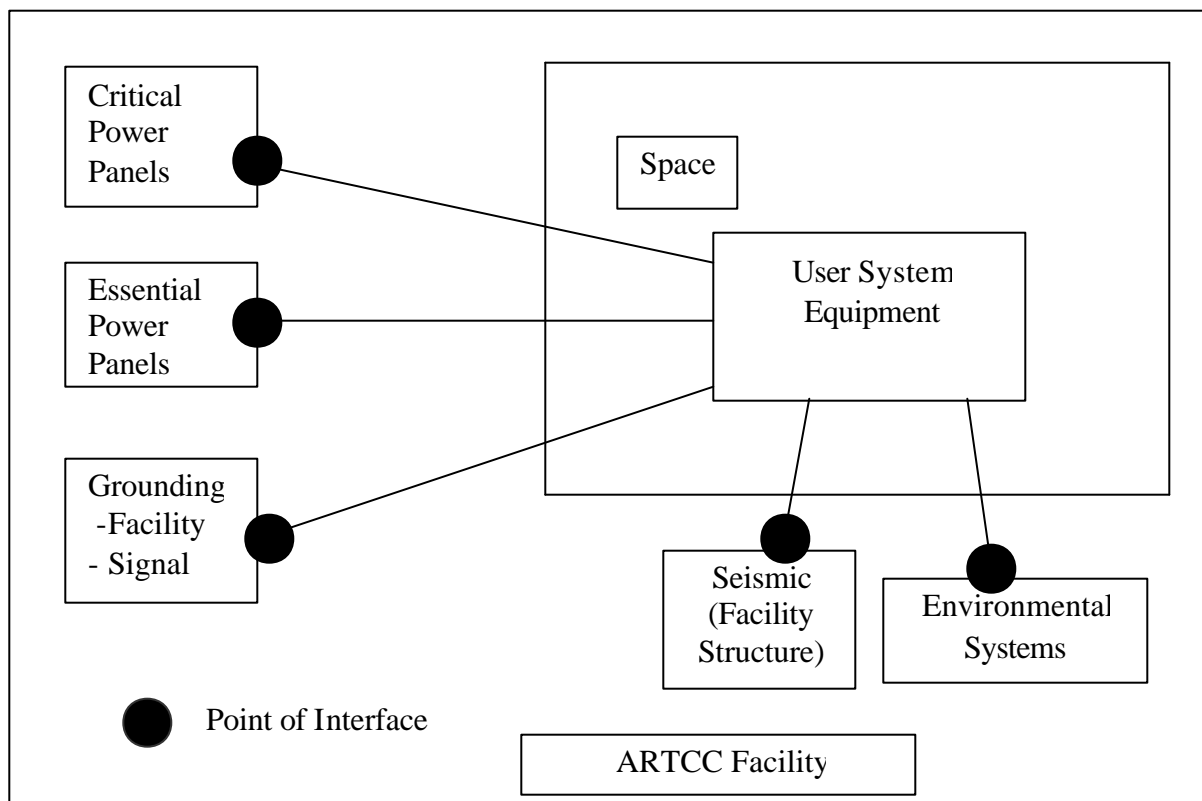 Critical
Power
Panels
Space
User System
Equipment
Essential
Power
Panels
Grounding
-Facility
- Signal
Seismic
(Facility
Structure)
Environmental
Systems
Point of Interface
ARTCC Facility